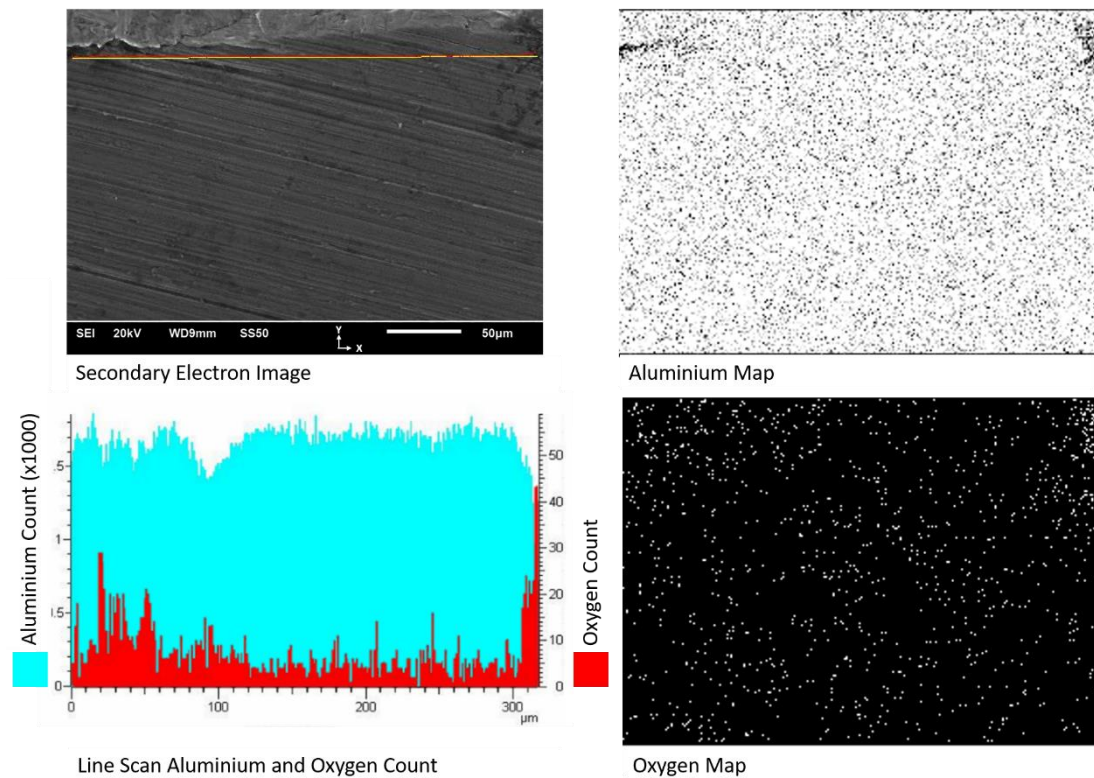 SEI 20kV WD9mm SS50 Y X 50μm
Secondary Electron Image
Aluminium Map
Aluminium Count (x1000)
.5
1
.5
0
50
40
30
20
10
0
Oxygen Count
0 100 200 300
μm
Line Scan Aluminium and Oxygen Count
Oxygen Map